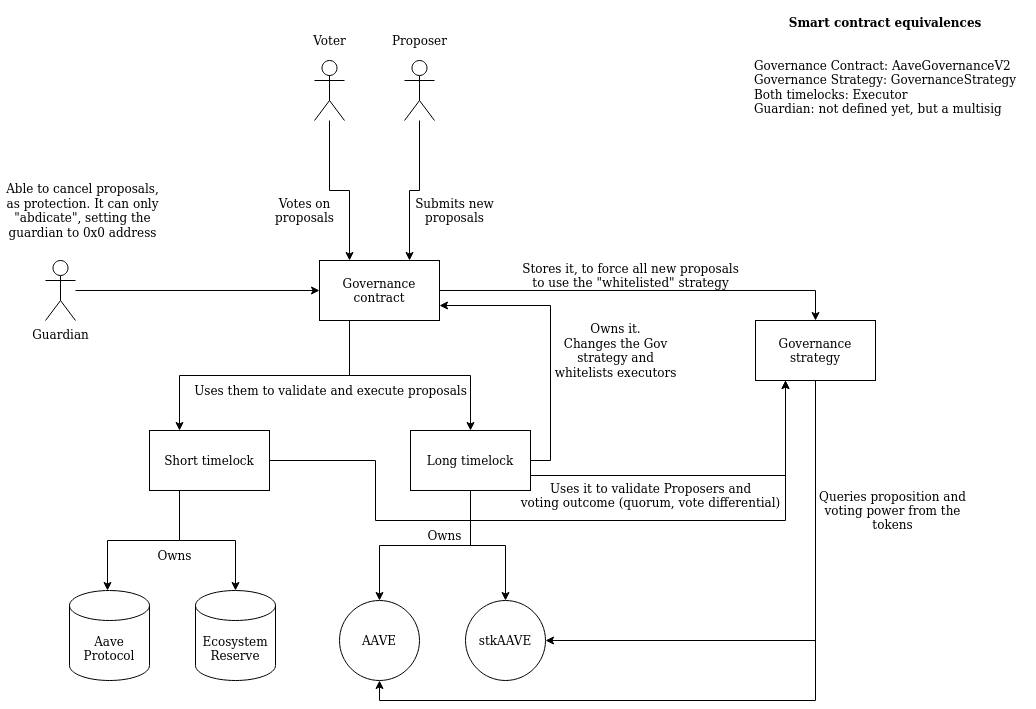 Smart contract equivalences
Voter
Proposer
Governance Contract: AaveGovernanceV2
Governance Strategy: GovernanceStrategy
Both timelocks: Executor
Guardian: not defined yet, but a multisig
Able to cancel proposals,
as protection. It can only
"abdicate", setting the
guardian to 0x0 address
Votes on
proposals
Submits new
proposals
Guardian
Governance
contract
Stores it, to force all new proposals
to use the "whitelisted" strategy
Owns it.
Changes the Gov
strategy and
whitelists executors
Governance
strategy
Uses them to validate and execute proposals
Short timelock
Long timelock
Uses it to validate Proposers and
voting outcome (quorum, vote differential)
Queries proposition and
voting power from the
tokens
Owns
Owns
Aave
Protocol
Ecosystem
Reserve
AAVE
stkAAVE